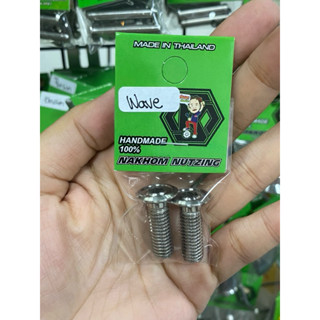 MADE IN THAILAND
Wave
HANDMADE
100%
NAKHOM NUTZING